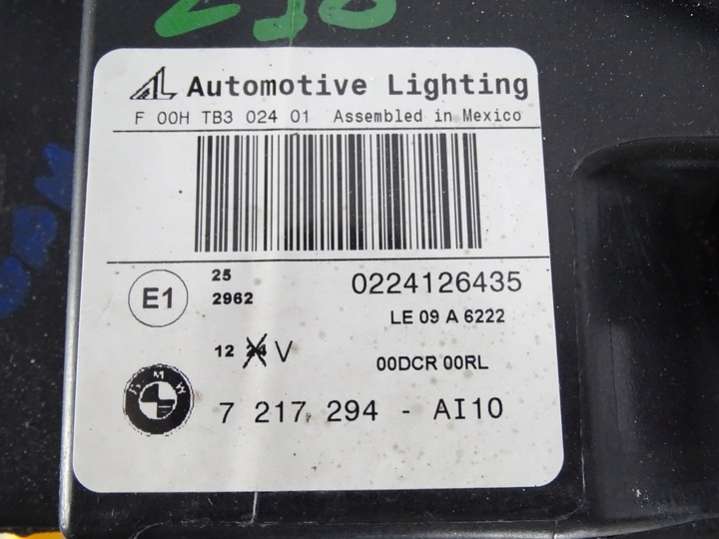 Automotive Lighting
F 00H TB3 024 01 Assembled in Mexico
E1
25
2962
0224126435
LE 09 A 6222
12 24 V
00DCR 00RL
BMW
7 217 294 - AI10